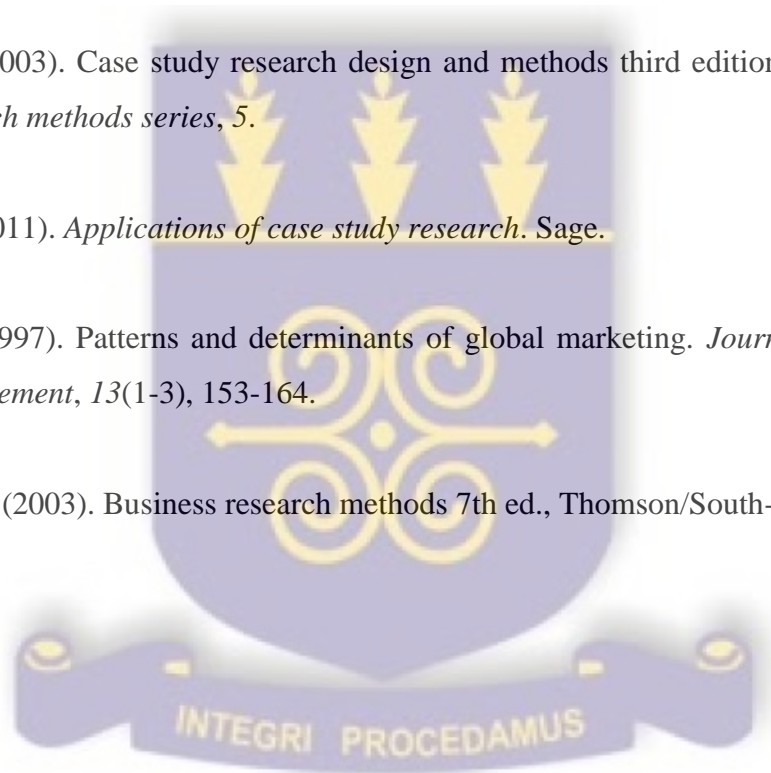 003). Case study research design and methods third edition
ch methods series, 5.
011). Applications of case study research. Sage.
997). Patterns and determinants of global marketing. Journ
ement, 13(1-3), 153-164.
(2003). Business research methods 7th ed., Thomson/South-
INTEGRI PROCEDAMUS